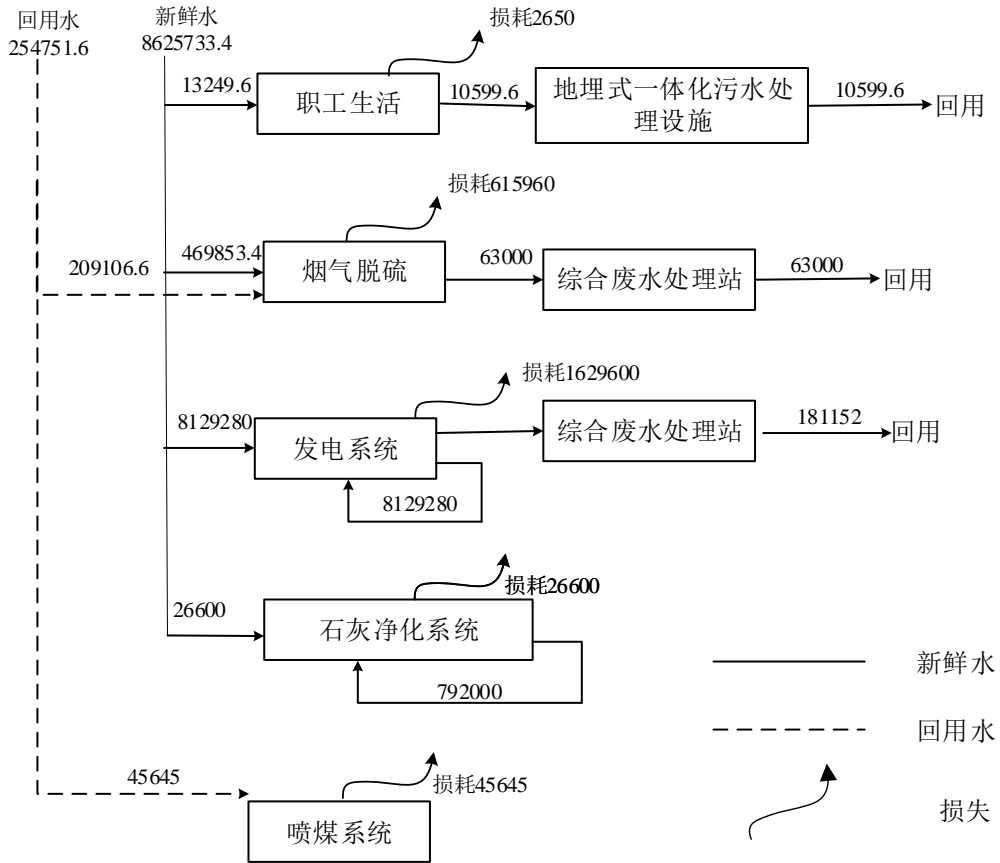 回用水
254751.6
新鲜水
8625733.4
损耗2650
13249.6
职工生活
10599.6
地埋式一体化污水处
理设施
10599.6
回用
损耗615960
209106.6
469853.4
烟气脱硫
63000
综合废水处理站
63000
回用
损耗1629600
8129280
发电系统
综合废水处理站
181152
回用
8129280
损耗26600
26600
石灰净化系统
792000
新鲜水
回用水
45645
损耗45645
喷煤系统
损失